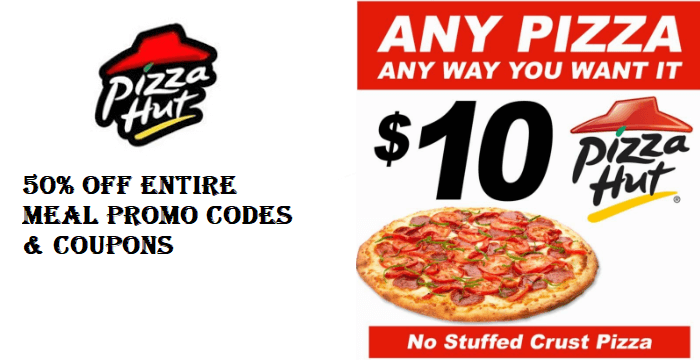 Pizza
Hut
50% OFF ENTIRE
MEAL PROMO CODES
& COUPONS
ANY PIZZA
ANY WAY YOU WANT IT
$10
Pizza
Hut®
No Stuffed Crust Pizza